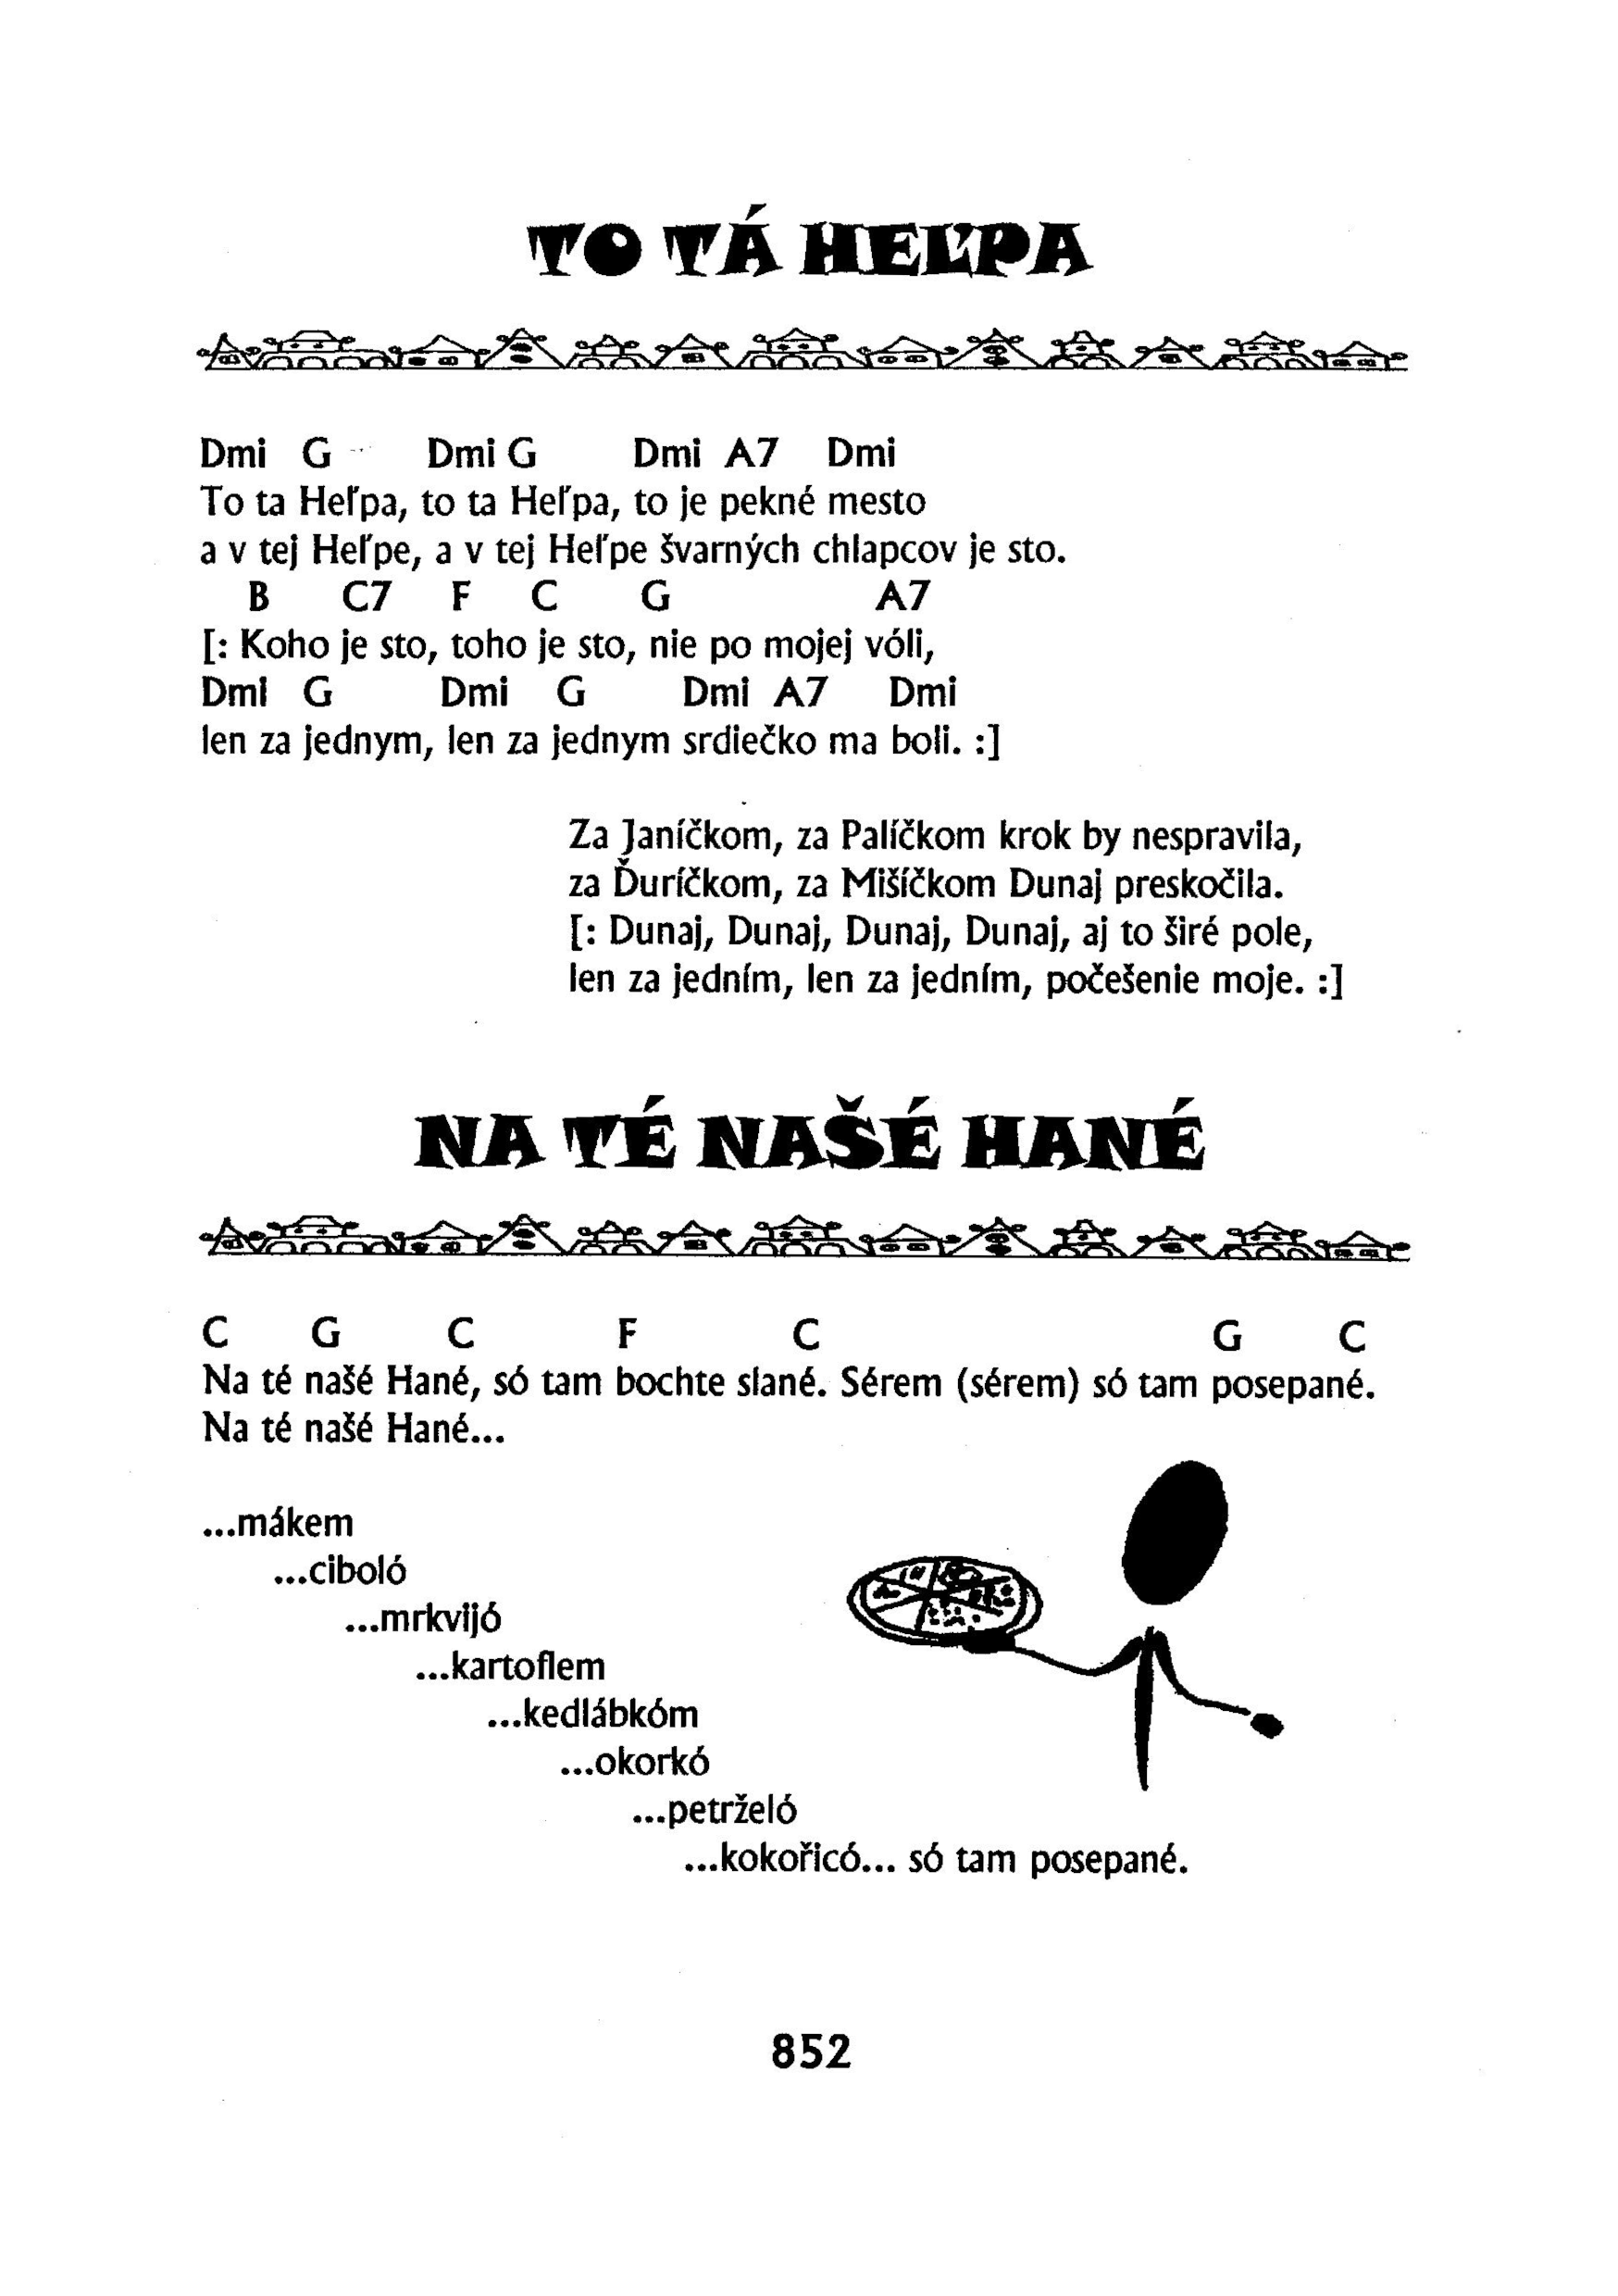 TO TÁ HEĽPA
Dmi G Dmi G Dmi A7 Dmi
To ta Heľpa, to ta Heľpa, to je pekné mesto
a v tej Heľpe, a v tej Heľpe švarných chlapcov je sto.
B C7 F C G A7
[: Koho je sto, toho je sto, nie po mojej vóli,
Dmi G Dmi G Dmi A7 Dmi
len za jednym, len za jednym srdiečko ma boli. :]
Za Janíčkom, za Palíčkom krok by nespravila,
za Ďuríčkom, za Mišíčkom Dunaj preskočila.
[: Dunaj, Dunaj, Dunaj, Dunaj, aj to širé pole,
len za jedním, len za jedním, počešenie moje. :]
NA TÉ NAŠÉ HANÉ
C G C F C G C
Na té našé Hané, só tam bochte slané. Sérem (sérem) só tam posepané.
Na té našé Hané...
...mákem
...ciboló
...mrkvijó
...kartoflem
...kedlábkóm
...okorkó
...petrželó
...kokořicó... só tam posepané.
852